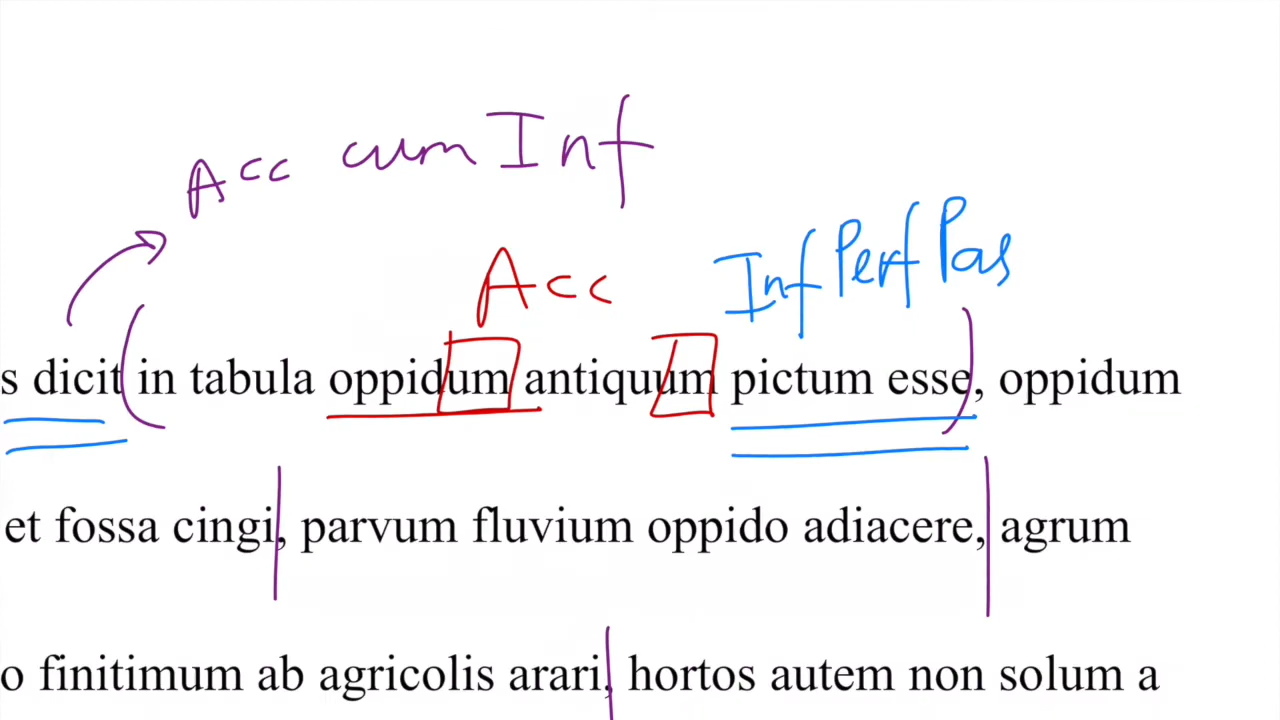 Acc cum Inf
Acc
Inf Perf Pas
s dicit in tabula oppidum antiquum pictum esse, oppidum
et fossa cingi, parvum fluvium oppido adiacere, agrum
o finitimum ab agricolis arari, hortos autem non solum a